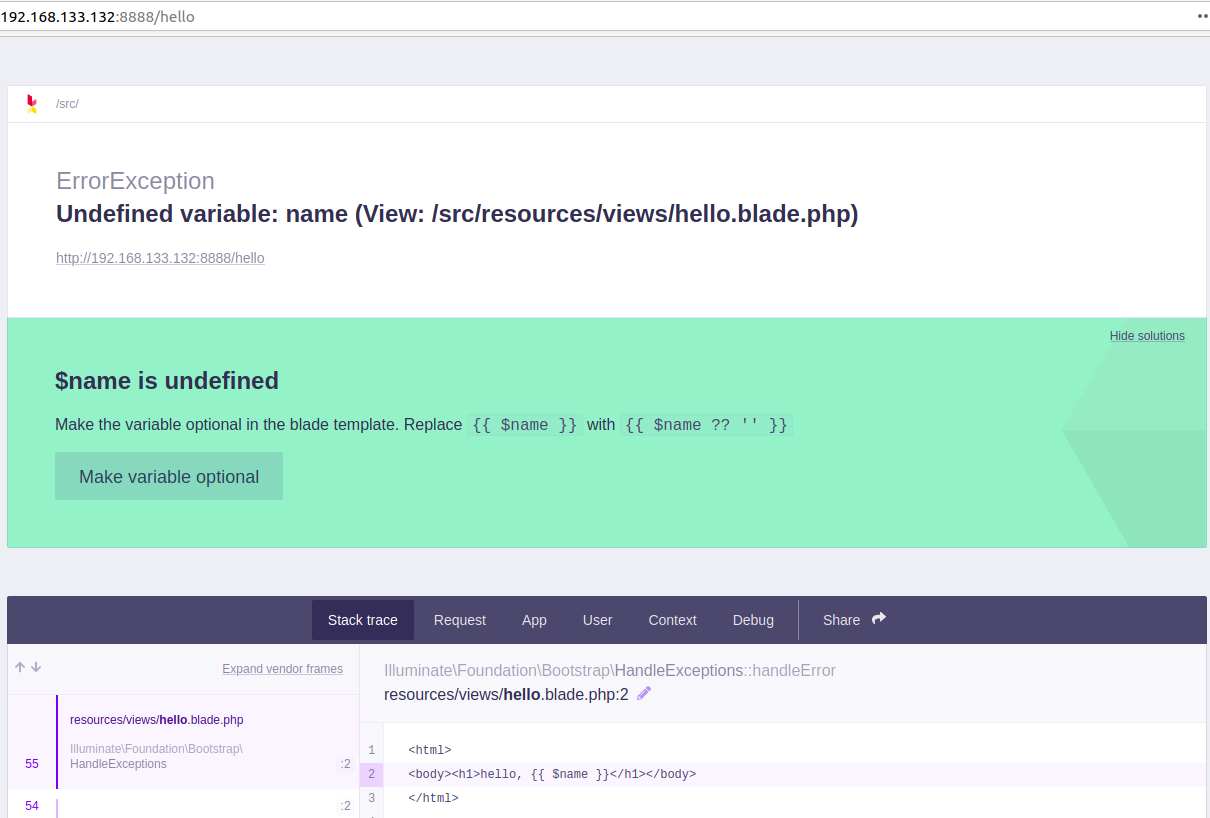 192.168.133.132:8888/hello
/src/
ErrorException
Undefined variable: name (View: /src/resources/views/hello.blade.php)
http://192.168.133.132:8888/hello
Hide solutions
$name is undefined
Make the variable optional in the blade template. Replace {{ $name }} with {{ $name ?? '' }}
Make variable optional
Stack trace Request App User Context Debug Share
Expand vendor frames
Illuminate\Foundation\Bootstrap\HandleExceptions::handleError
resources/views/hello.blade.php:2
resources/views/hello.blade.php
Illuminate\Foundation\Bootstrap\
55 HandleExceptions :2
54 :2
1 <html>
2 <body><h1>hello, {{ $name }}</h1></body>
3 </html>